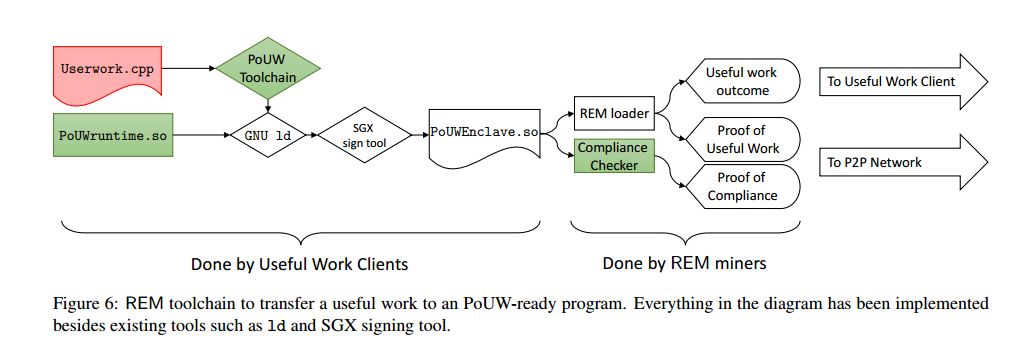 Userwork.cpp
PoUW
Toolchain
PoUWruntime.so
GNU ld
SGX
sign tool
PoUWEnclave.so
REM loader
Compliance
Checker
Useful work
outcome
Proof of
Useful Work
Proof of
Compliance
To Useful Work Client
To P2P Network
Done by Useful Work Clients
Done by REM miners
Figure 6: REM toolchain to transfer a useful work to an PoUW-ready program. Everything in the diagram has been implemented
besides existing tools such as ld and SGX signing tool.